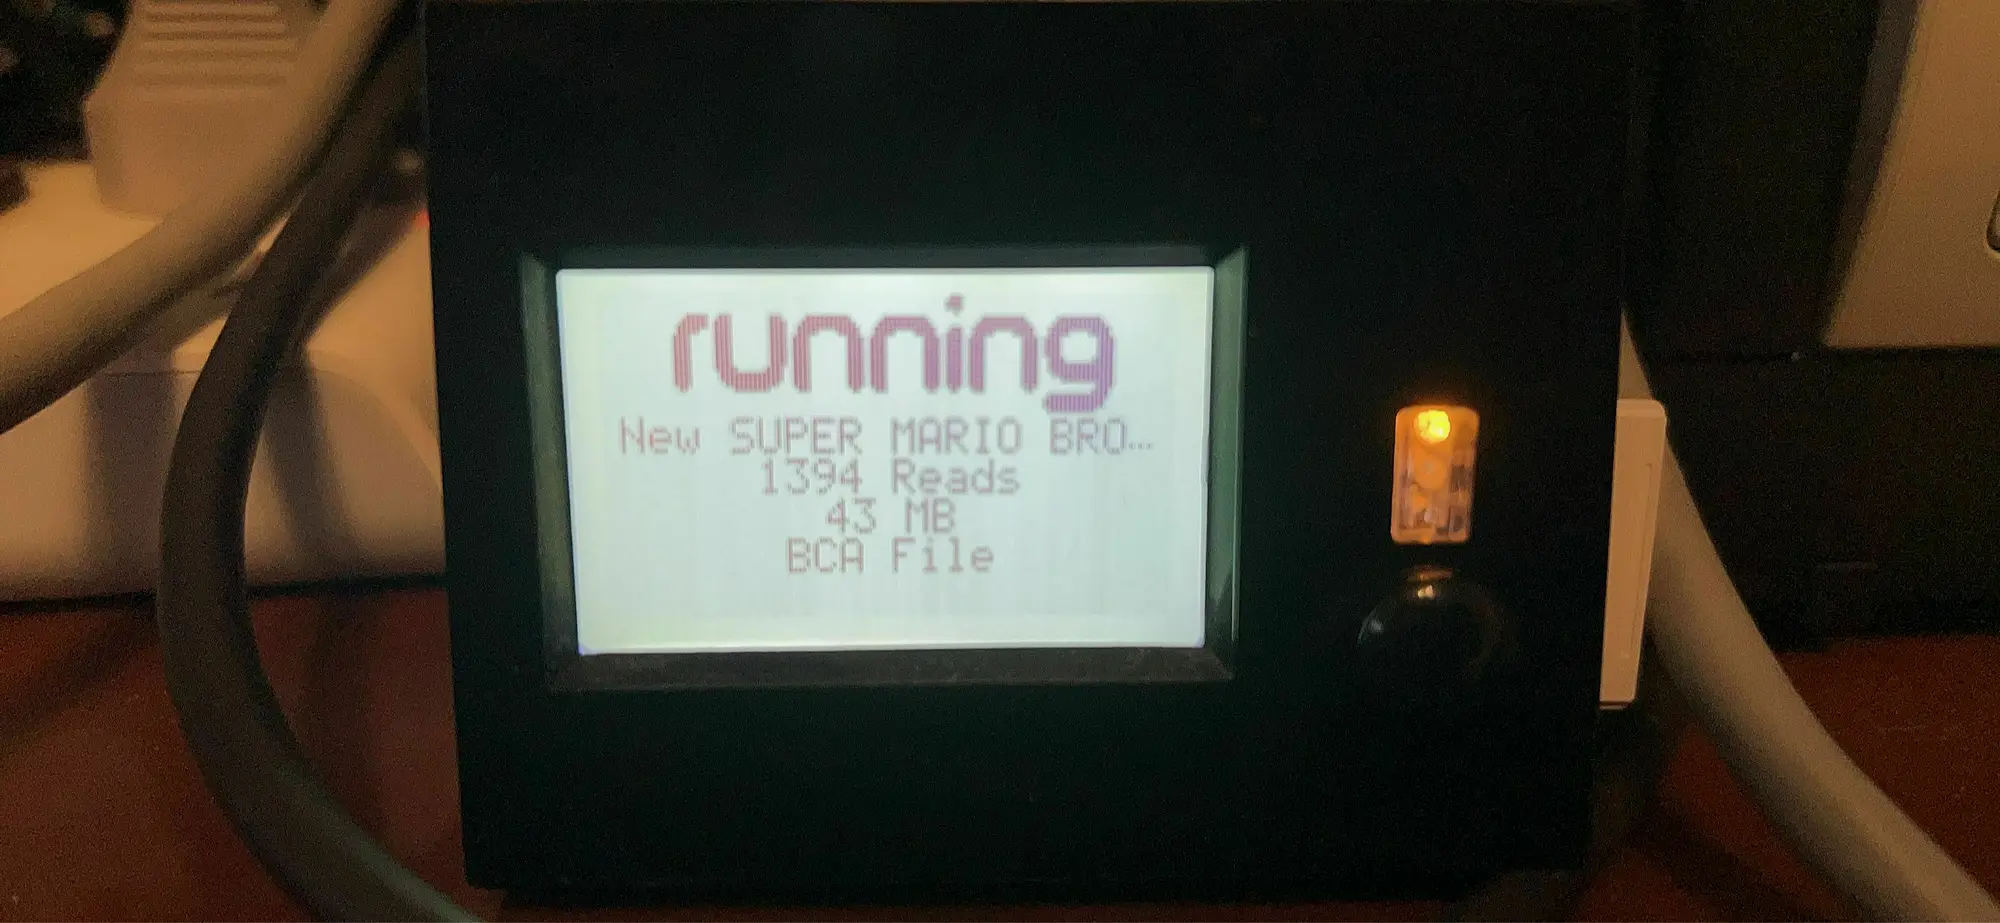 running
New SUPER MARIO BRO...
1394 Reads
43 MB
BCA File